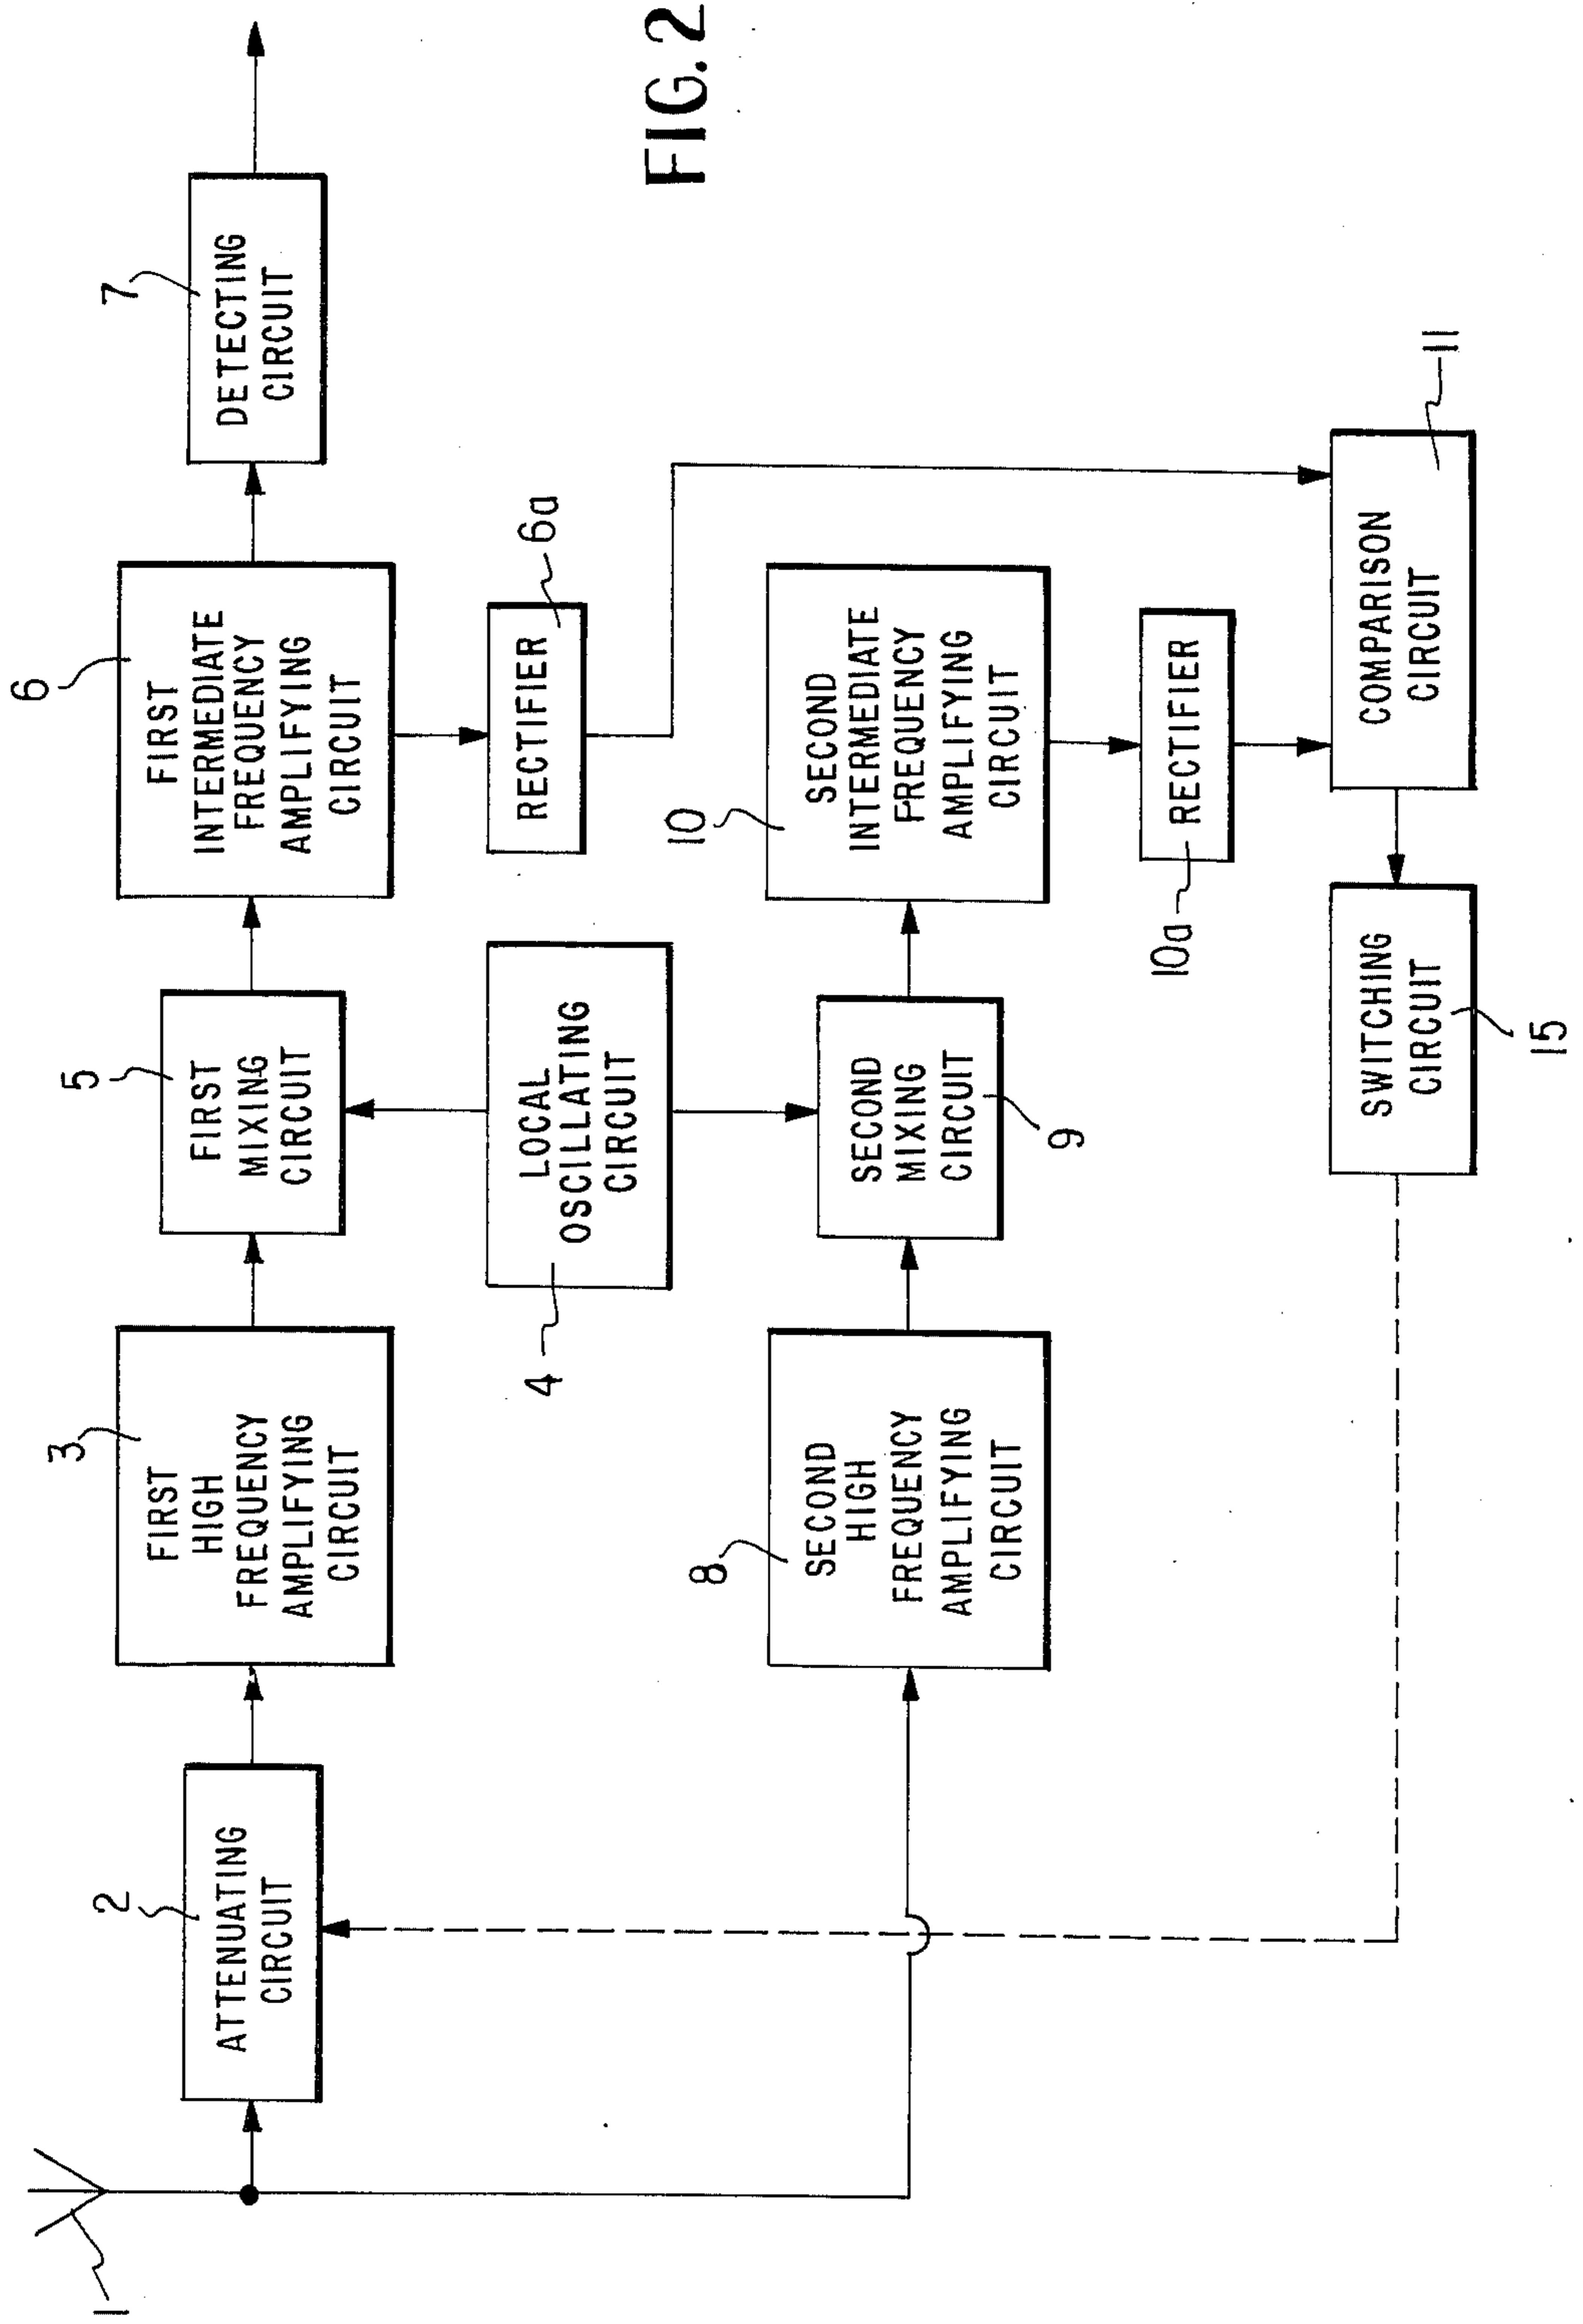 1
2
ATTENUATING
CIRCUIT
3
FIRST
HIGH
FREQUENCY
AMPLIFYING
CIRCUIT
5
FIRST
MIXING
CIRCUIT
6
FIRST
INTERMEDIATE
FREQUENCY
AMPLIFYING
CIRCUIT
7
DETECTING
CIRCUIT
4
LOCAL
OSCILLATING
CIRCUIT
RECTIFIER
6a
8
SECOND
HIGH
FREQUENCY
AMPLIFYING
CIRCUIT
SECOND
MIXING
CIRCUIT
9
10
SECOND
INTERMEDIATE
FREQUENCY
AMPLIFYING
CIRCUIT
10a
RECTIFIER
SWITCHING
CIRCUIT
15
COMPARISON
CIRCUIT
11
FIG. 2